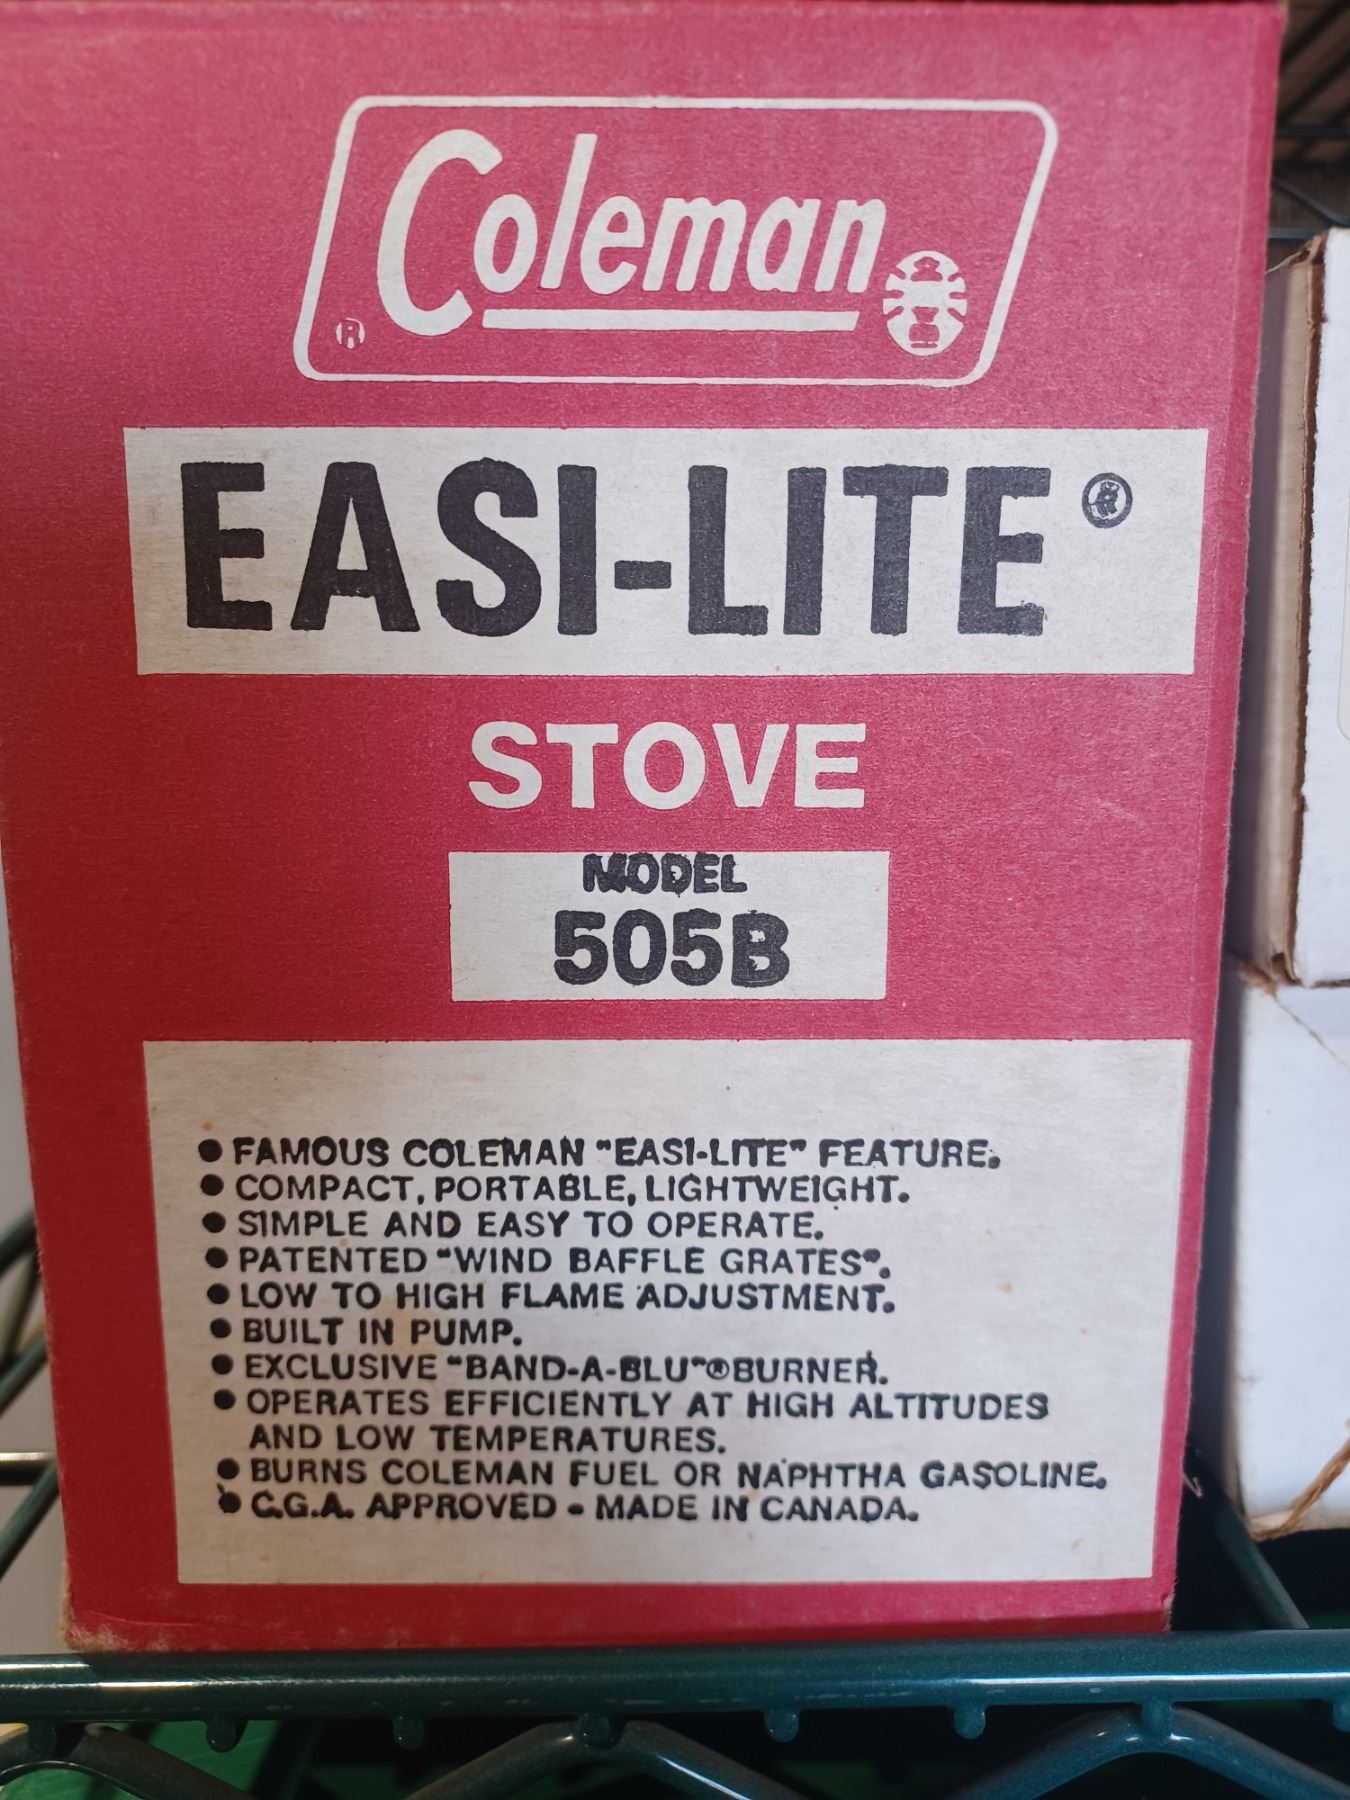 Coleman
®
EASI-LITE®
STOVE
MODEL
505B
● FAMOUS COLEMAN "EASI-LITE" FEATURE.
● COMPACT, PORTABLE, LIGHTWEIGHT.
● SIMPLE AND EASY TO OPERATE.
● PATENTED "WIND BAFFLE GRATES".
● LOW TO HIGH FLAME ADJUSTMENT.
● BUILT IN PUMP.
● EXCLUSIVE "BAND-A-BLU"® BURNER.
● OPERATES EFFICIENTLY AT HIGH ALTITUDES
AND LOW TEMPERATURES.
● BURNS COLEMAN FUEL OR NAPHTHA GASOLINE.
● C.G.A. APPROVED - MADE IN CANADA.